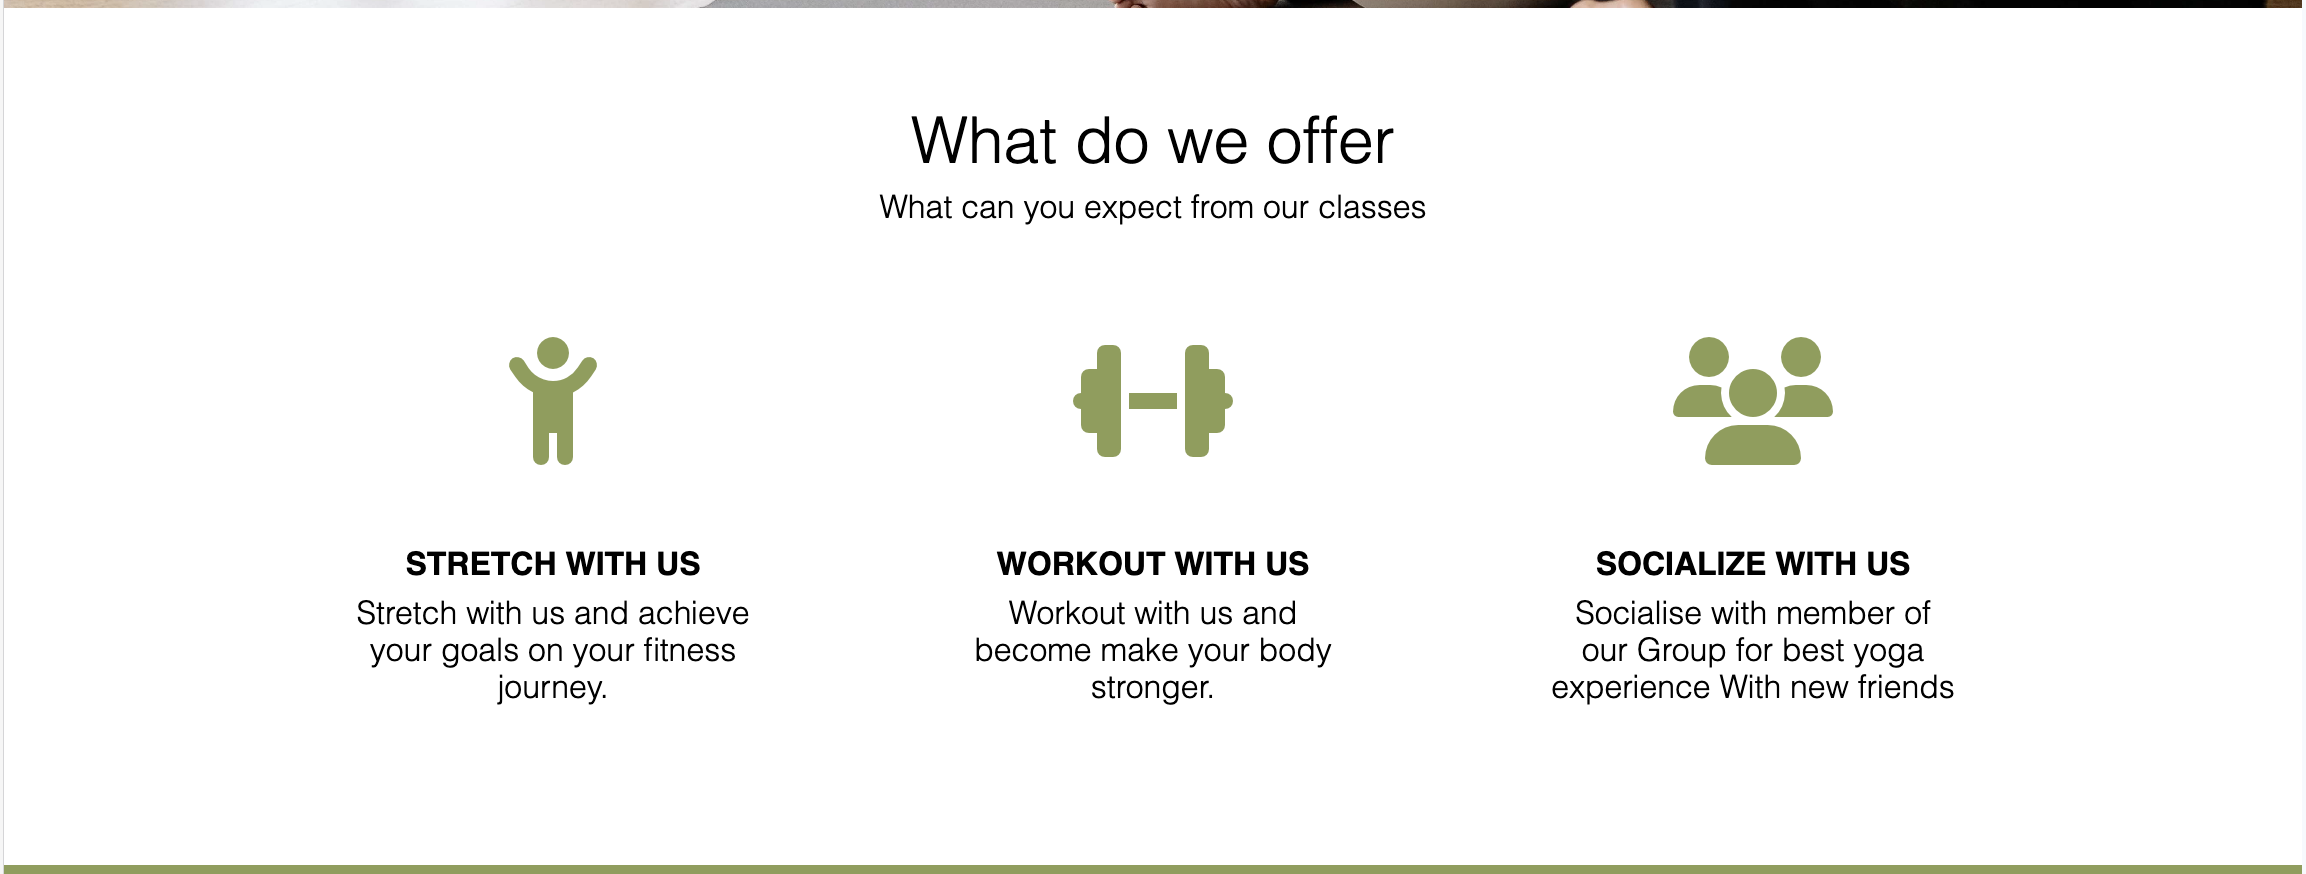 What do we offer
What can you expect from our classes
STRETCH WITH US
Stretch with us and achieve
your goals on your fitness
journey.
WORKOUT WITH US
Workout with us and
become make your body
stronger.
SOCIALIZE WITH US
Socialise with member of
our Group for best yoga
experience With new friends